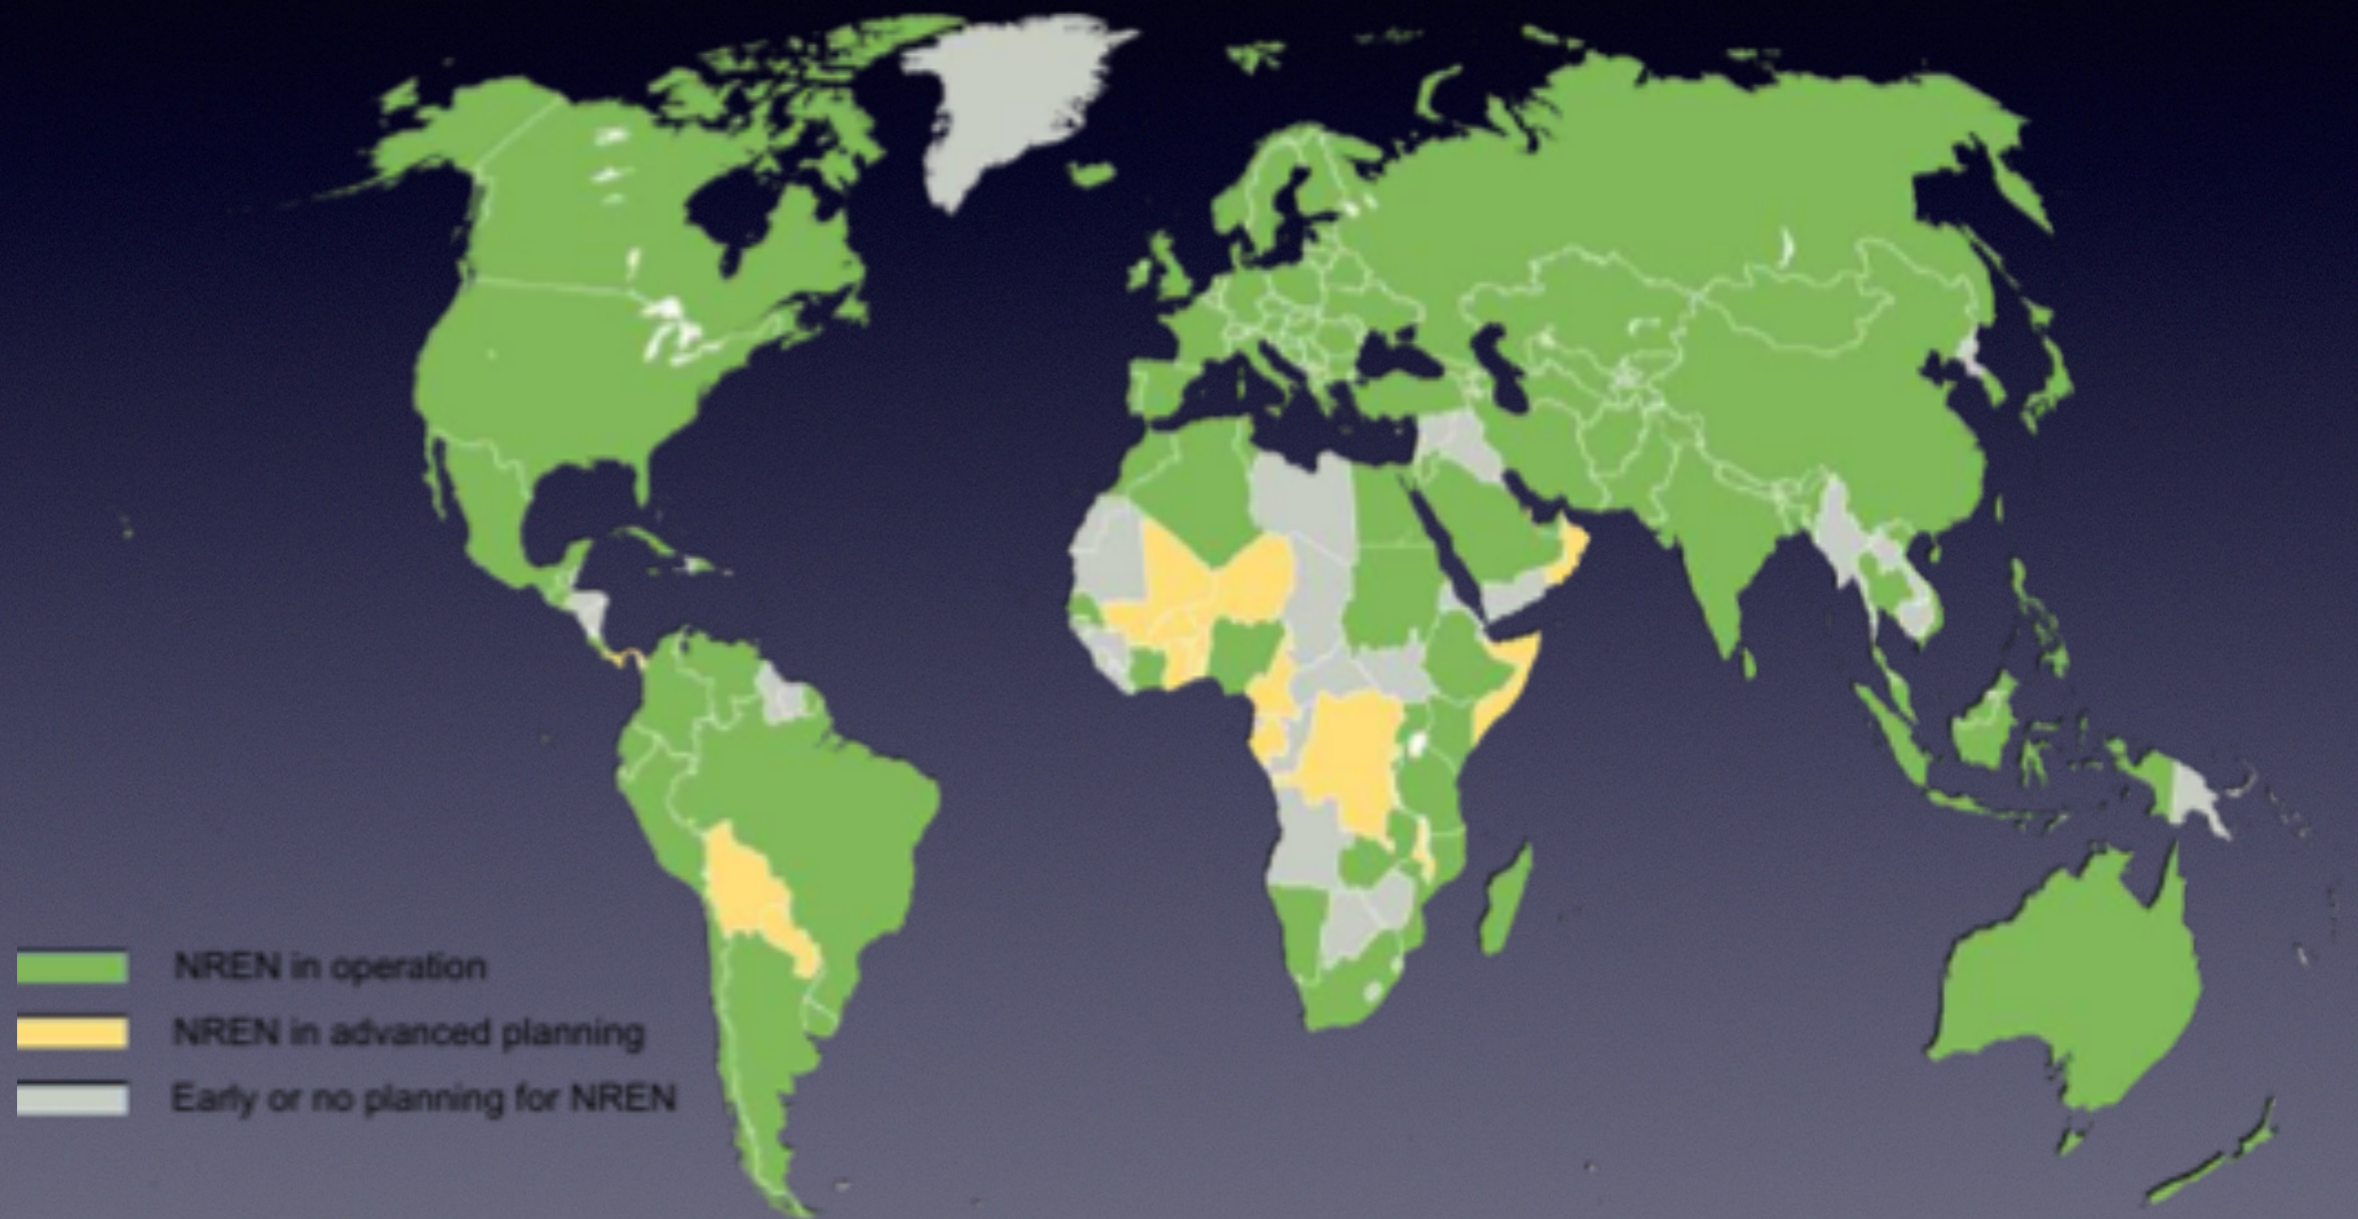 NREN in operation
NREN in advanced planning
Early or no planning for NREN